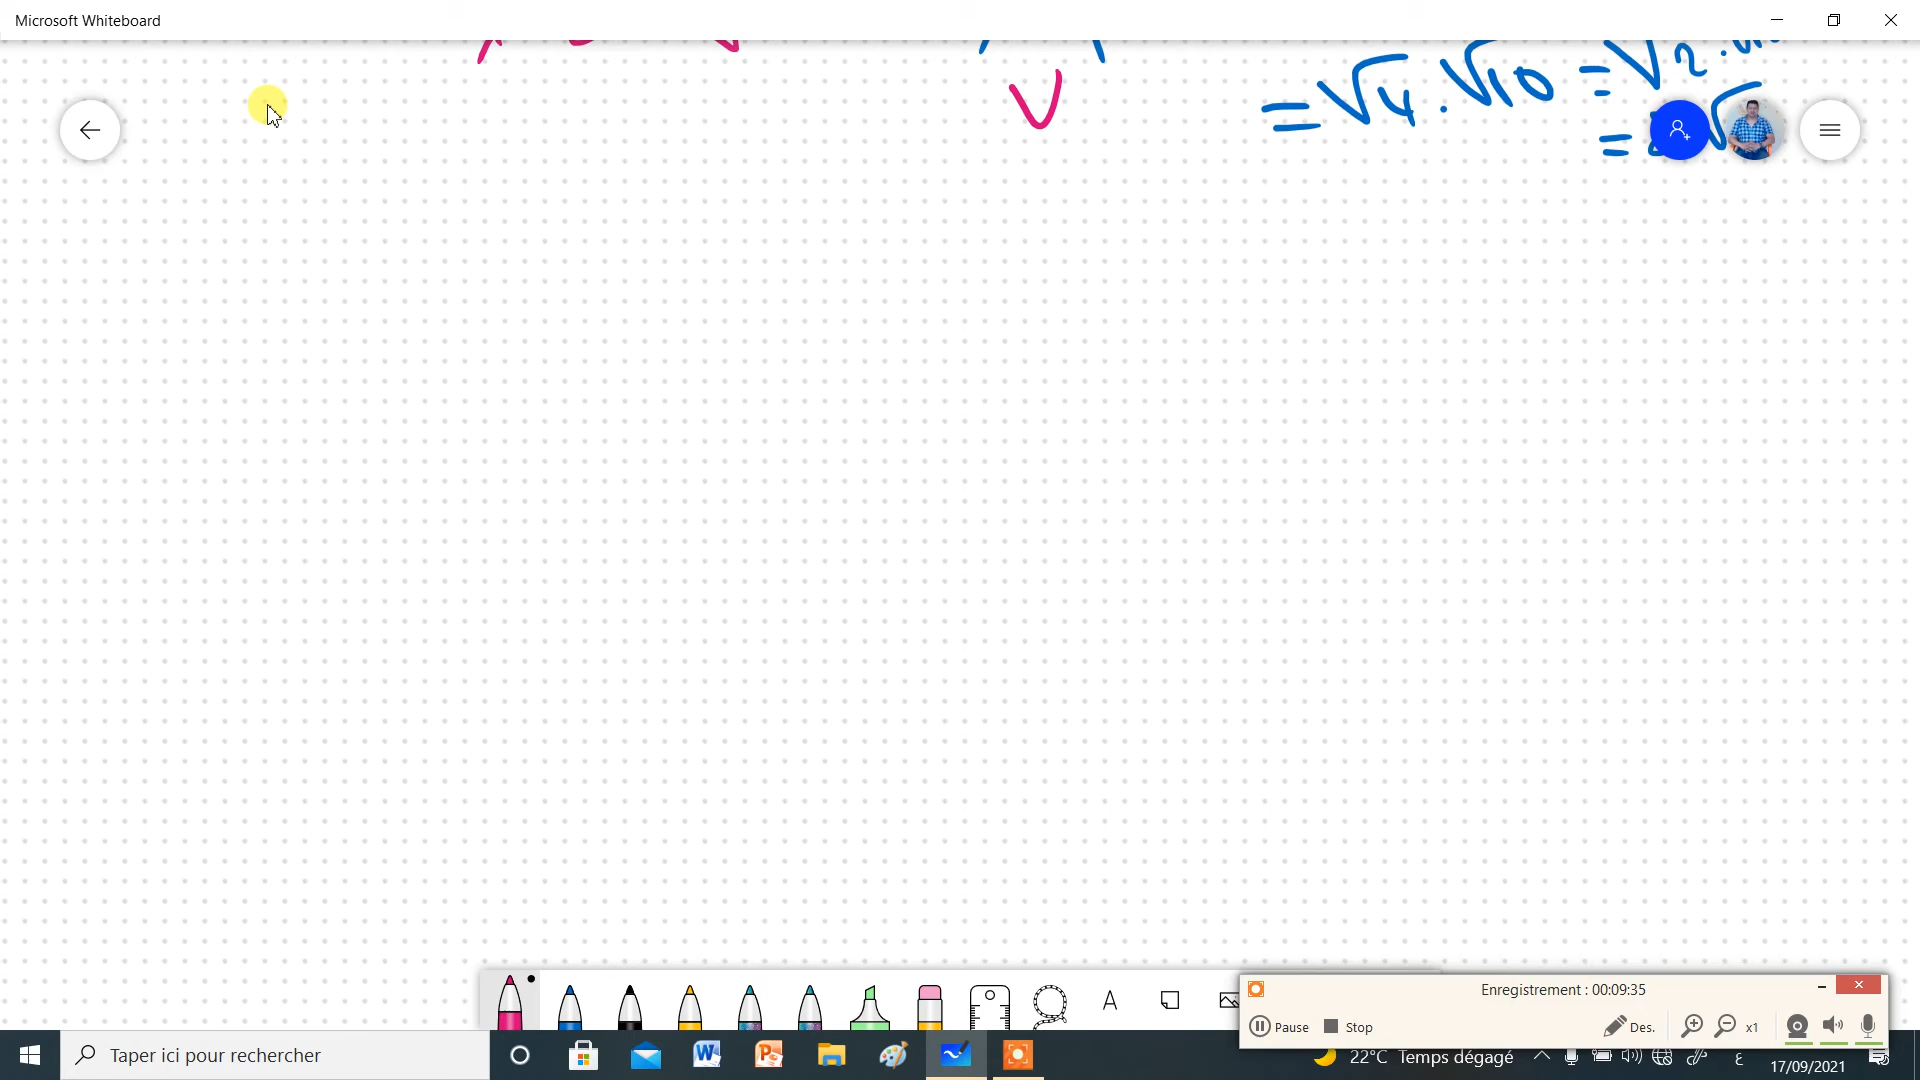 Microsoft Whiteboard
= √4 . √10 = √2 .
=
Enregistrement : 00:09:35
Pause
Stop
Des.
x1
Taper ici pour rechercher
22°C Temps dégagé
ع
17/09/2021